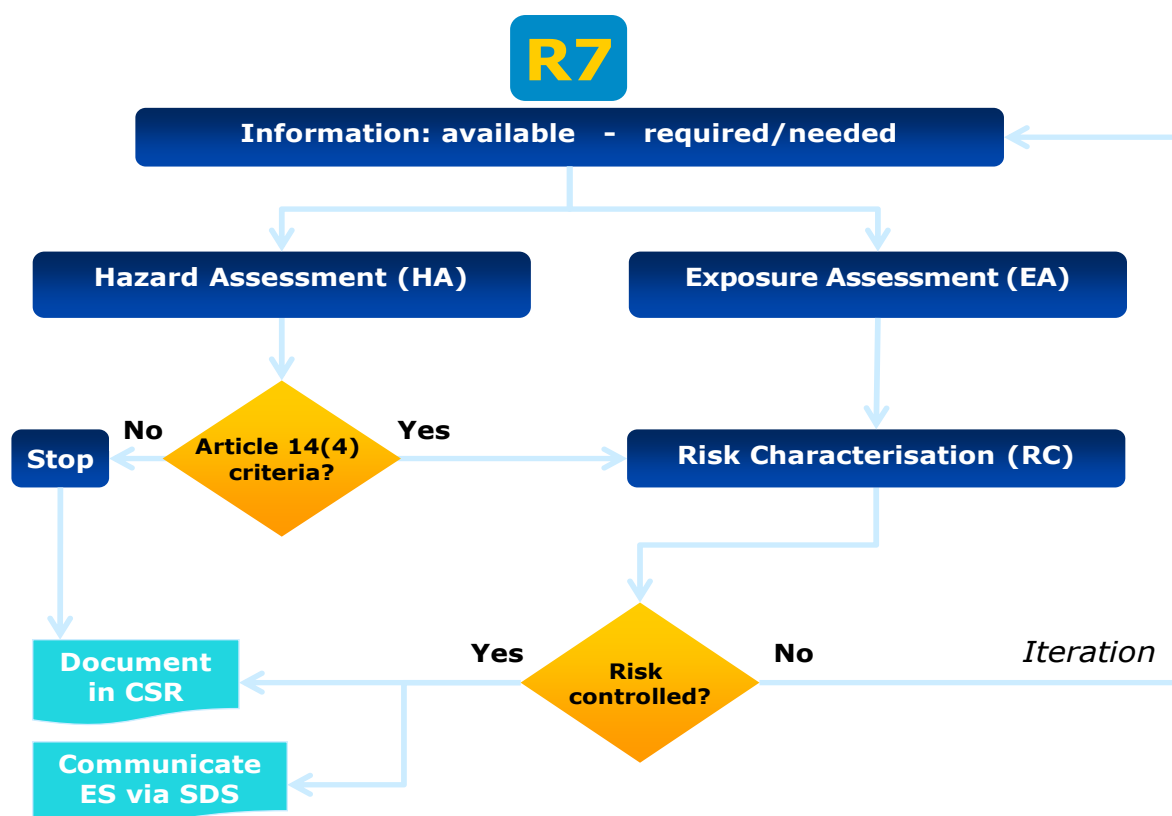 R7
Information: available - required/needed
Hazard Assessment (HA)
Exposure Assessment (EA)
No
Article 14(4)
criteria?
Yes
Stop
Risk Characterisation (RC)
Document
in CSR
Yes
Risk
controlled?
No
Iteration
Communicate
ES via SDS